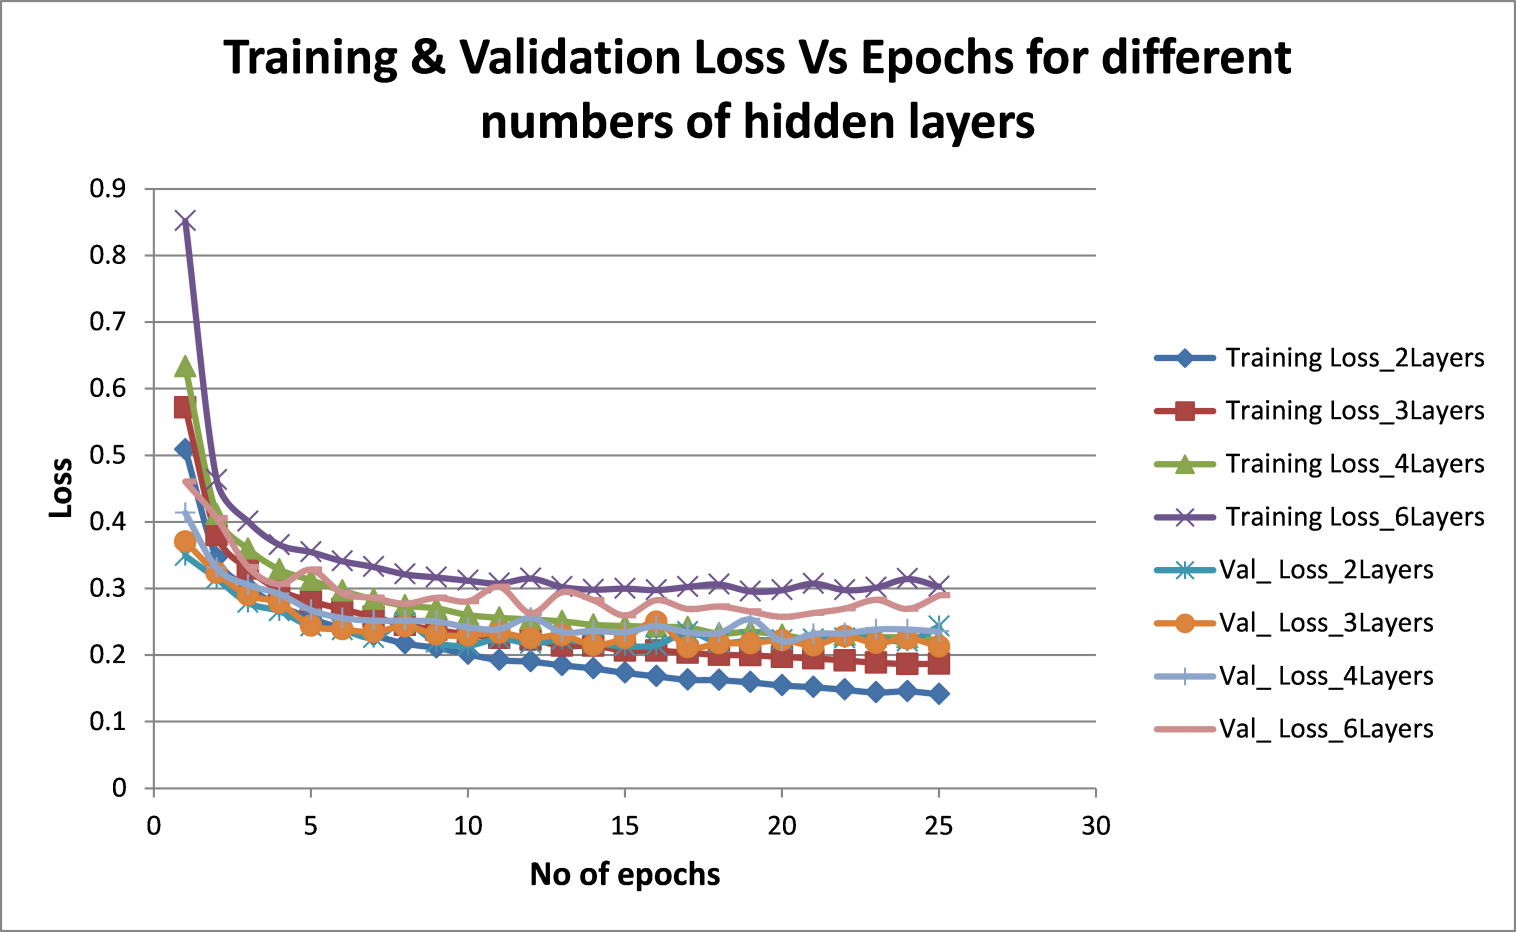 Training & Validation Loss Vs Epochs for different
numbers of hidden layers
0.9
0.8
0.7
0.6
0.5
0.4
0.3
0.2
0.1
0
Loss
0 5 10 15 20 25 30
No of epochs
Training Loss_2Layers
Training Loss_3Layers
Training Loss_4Layers
Training Loss_6Layers
Val_ Loss_2Layers
Val_ Loss_3Layers
Val_ Loss_4Layers
Val_ Loss_6Layers